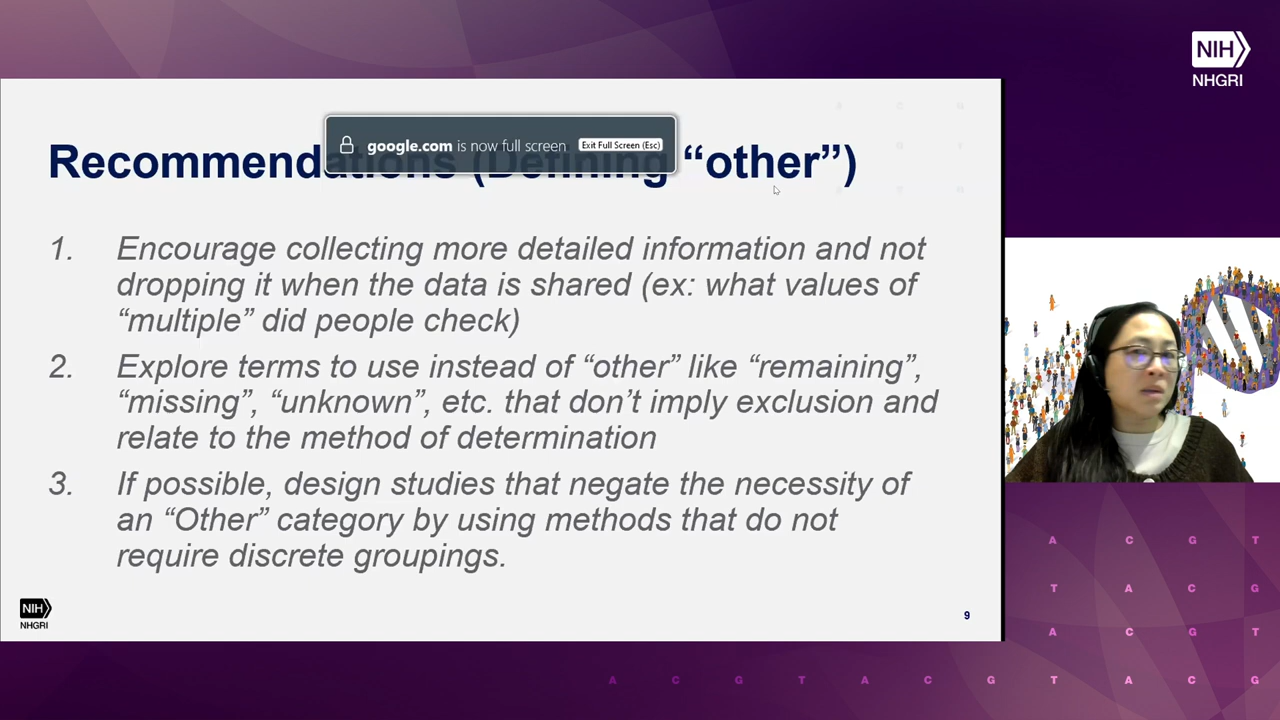 NIH
NHGRI
google.com is now full screen Exit Full Screen (Esc)
Recommendations (Defining “other”)
1. Encourage collecting more detailed information and not
dropping it when the data is shared (ex: what values of
“multiple” did people check)
2. Explore terms to use instead of “other” like “remaining”,
“missing”, “unknown”, etc. that don’t imply exclusion and
relate to the method of determination
3. If possible, design studies that negate the necessity of
an “Other” category by using methods that do not
require discrete groupings.
NIH
NHGRI
9
A C G T
T A C G
A C G T
A C G T A C G T A C G